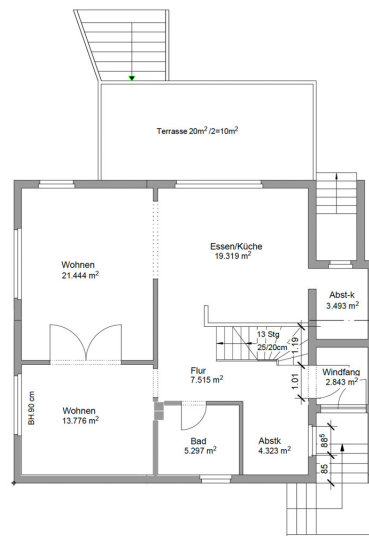 Terrasse 20m² /2=10m²
Essen/Küche
19.319 m²
Wohnen
21.444 m²
Abst-k
3.493 m²
13 Stg
25/20cm
1.19
Flur
7.515 m²
1.01
Windfang
2.843 m²
BH.90 cm
Wohnen
13.776 m²
Bad
5.297 m²
Abstk
4.323 m²
88⁵
85